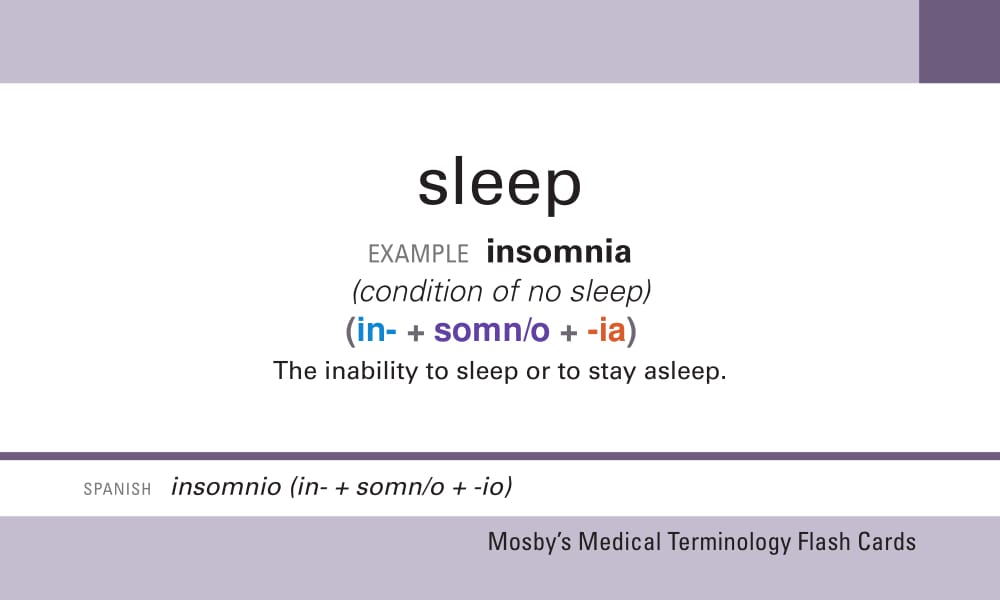 sleep
EXAMPLE insomnia
(condition of no sleep)
(in- + somn/o + -ia)
The inability to sleep or to stay asleep.
SPANISH insomnio (in- + somn/o + -io)
Mosby's Medical Terminology Flash Cards